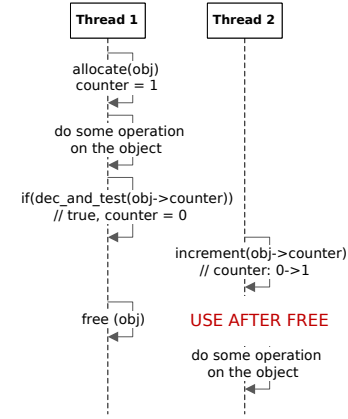 Thread 1
Thread 2
allocate(obj)
counter = 1
do some operation
on the object
if(dec_and_test(obj->counter))
// true, counter = 0
increment(obj->counter)
// counter: 0->1
free (obj)
USE AFTER FREE
do some operation
on the object